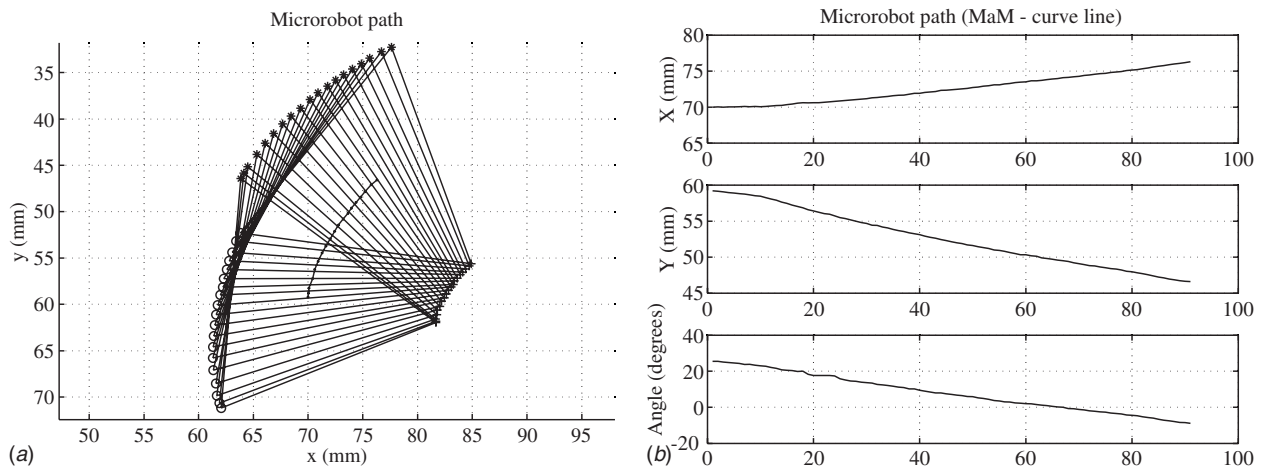 Microrobot path
35
40
45
50
55
60
65
70
y (mm)
50 55 60 65 70 75 80 85 90 95
x (mm)
(a)
Microrobot path (MaM - curve line)
80
75
70
65
X (mm)
0 20 40 60 80 100
60
55
50
45
Y (mm)
0 20 40 60 80 100
40
20
0
-20
Angle (degrees)
0 20 40 60 80 100
(b)